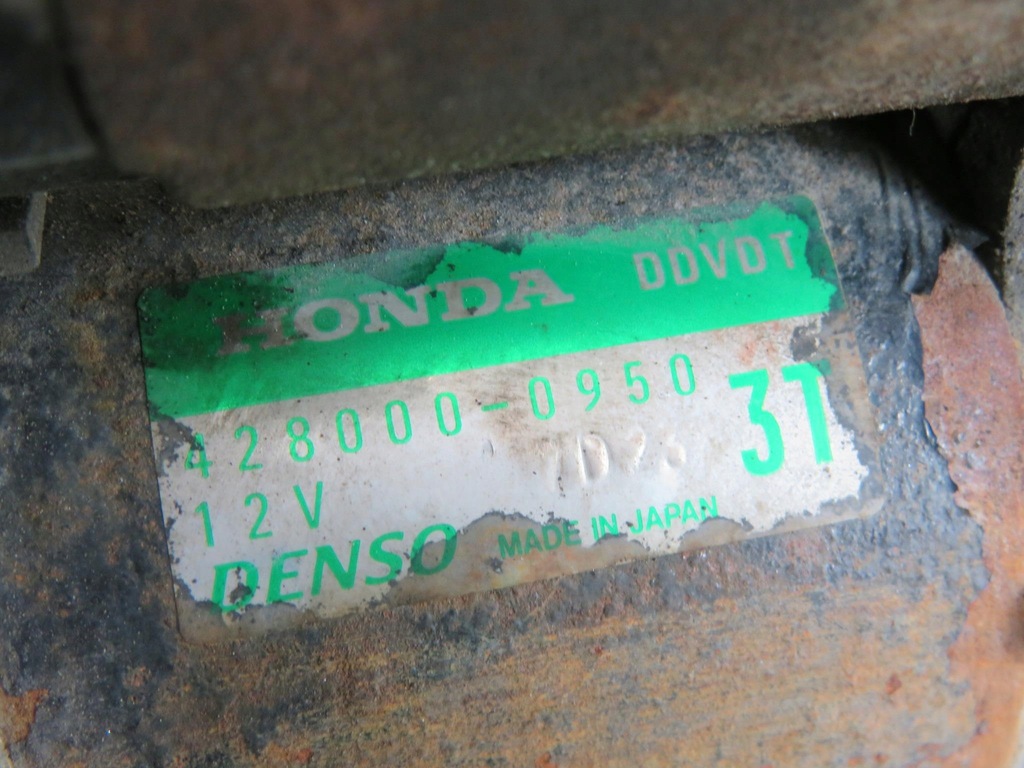 HONDA DDVDT
428000-0950 31
12V
DENSO MADE IN JAPAN